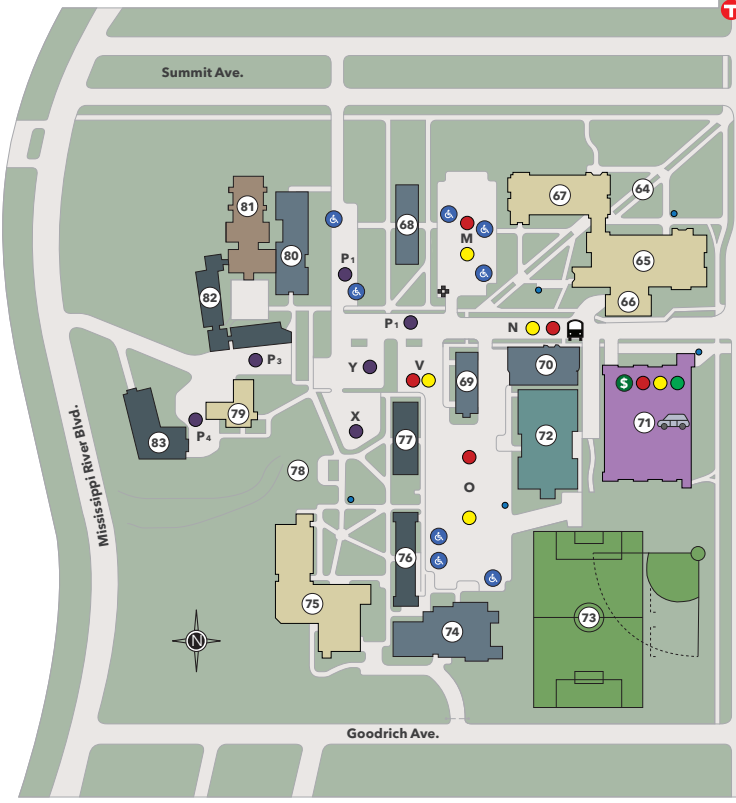 T
Summit Ave.
67
64
81
68
M
80
65
P1
82
66
P1
N
P3
Y
V
69
70
$
79
X
71
83
P4
77
72
78
O
Mississippi River Blvd.
76
75
73
74
N
Goodrich Ave.